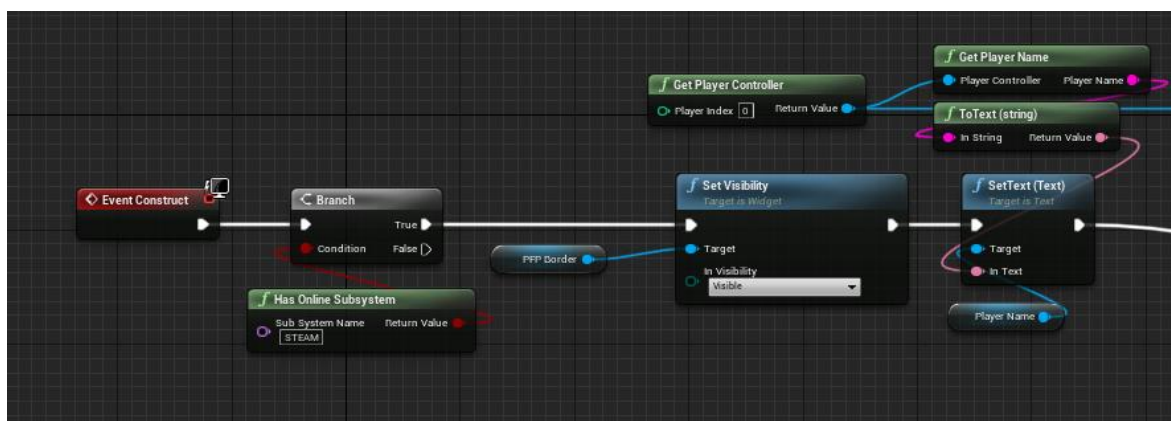 Get Player Name
Player Controller Player Name
Get Player Controller
Player Index 0 Return Value
ToText (string)
In String Return Value
Event Construct
Branch
True
Condition False
Set Visibility
Target is Widget
Target
In Visibility
Visible
SetText (Text)
Target is Text
Target
In Text
PFP Border
Has Online Subsystem
Sub System Name Return Value
STEAM
Player Name